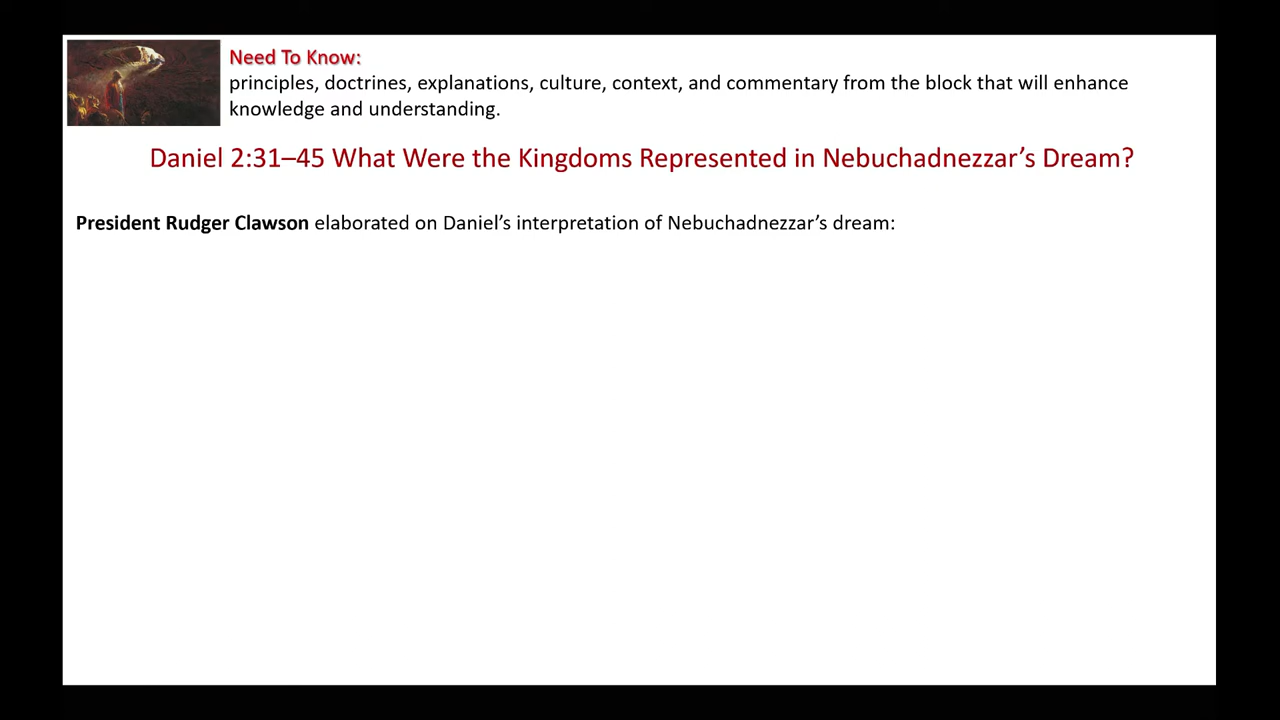 Need To Know:
principles, doctrines, explanations, culture, context, and commentary from the block that will enhance
knowledge and understanding.
Daniel 2:31–45 What Were the Kingdoms Represented in Nebuchadnezzar’s Dream?
President Rudger Clawson elaborated on Daniel’s interpretation of Nebuchadnezzar’s dream: